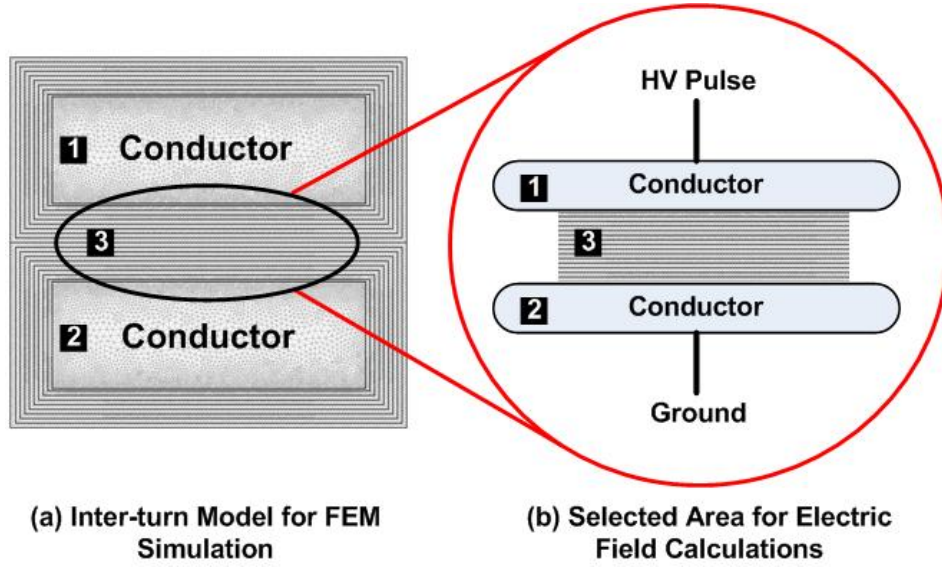 1 Conductor
3
2 Conductor
(a) Inter-turn Model for FEM
Simulation
HV Pulse
1 Conductor
3
2 Conductor
Ground
(b) Selected Area for Electric
Field Calculations